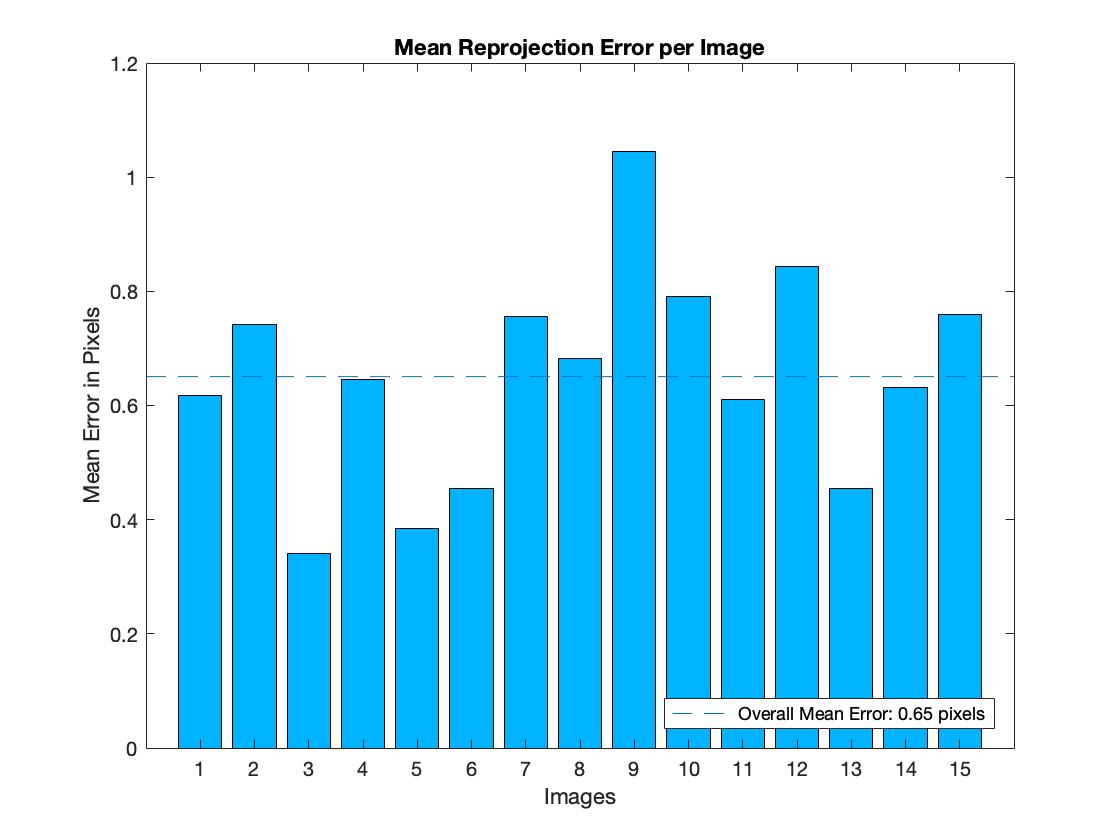 Mean Reprojection Error per Image
1.2
1
0.8
0.6
0.4
0.2
0
Mean Error in Pixels
Overall Mean Error: 0.65 pixels
1 2 3 4 5 6 7 8 9 10 11 12 13 14 15
Images